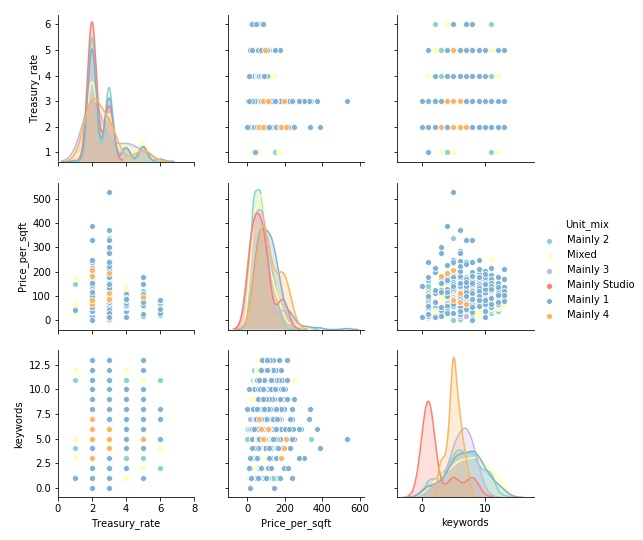 6
5
4
3
2
1
Treasury_rate
500
400
300
200
100
0
Price_per_sqft
Unit_mix
Mainly 2
Mixed
Mainly 3
Mainly Studio
Mainly 1
Mainly 4
12.5
10.0
7.5
5.0
2.5
0.0
keywords
0 2 4 6 8
Treasury_rate
0 200 400 600
Price_per_sqft
0 10
keywords